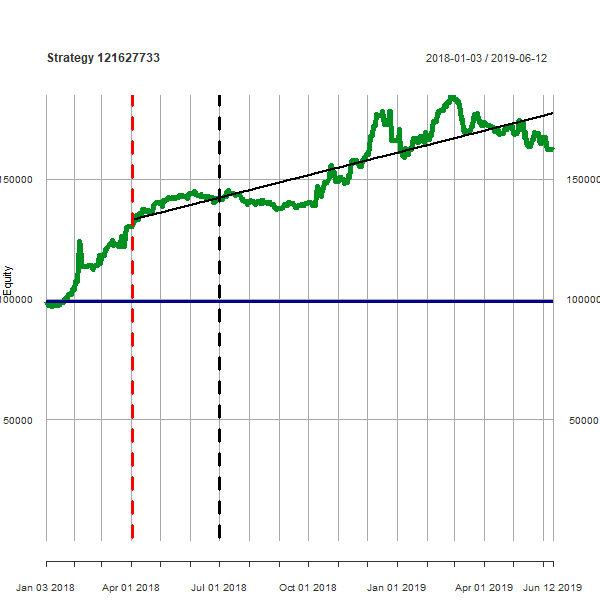 Strategy 121627733
2018-01-03 / 2019-06-12
150000 150000
Equity
100000 100000
50000 50000
Jan 03 2018 Apr 01 2018 Jul 01 2018 Oct 01 2018 Jan 01 2019 Apr 01 2019 Jun 12 2019